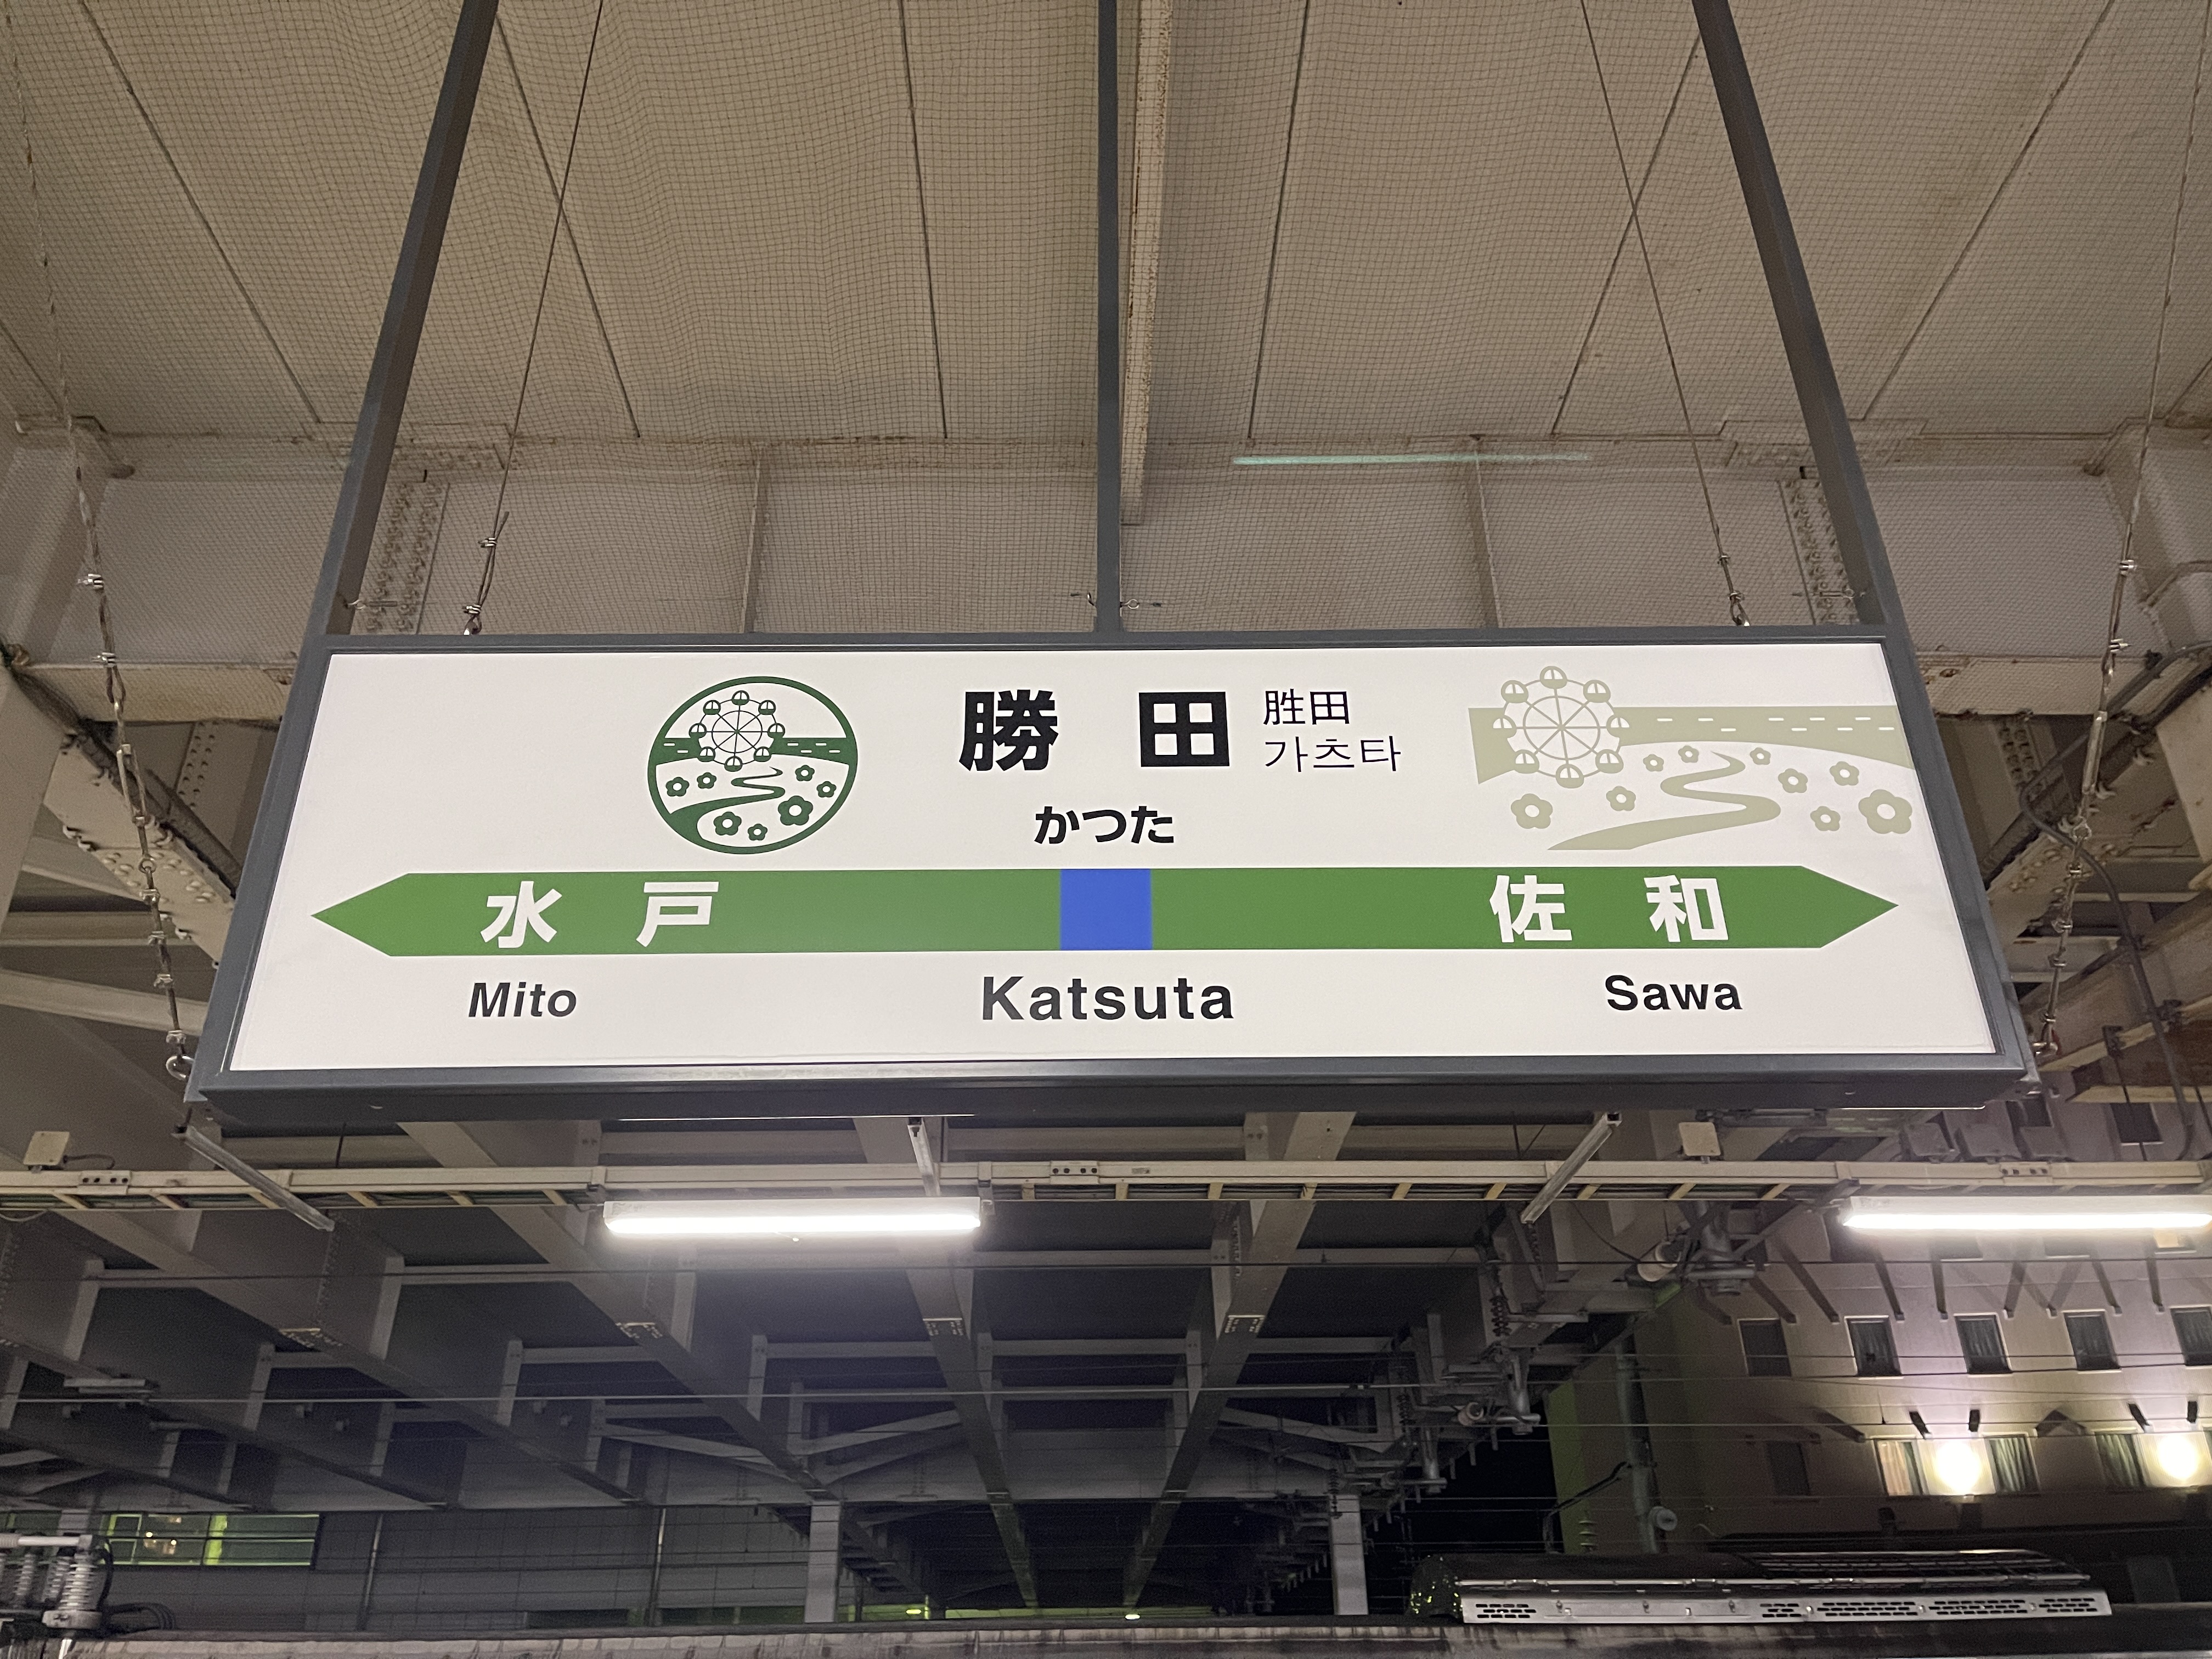 勝田
胜田
가츠타
かつた
水戸
佐和
Mito
Katsuta
Sawa